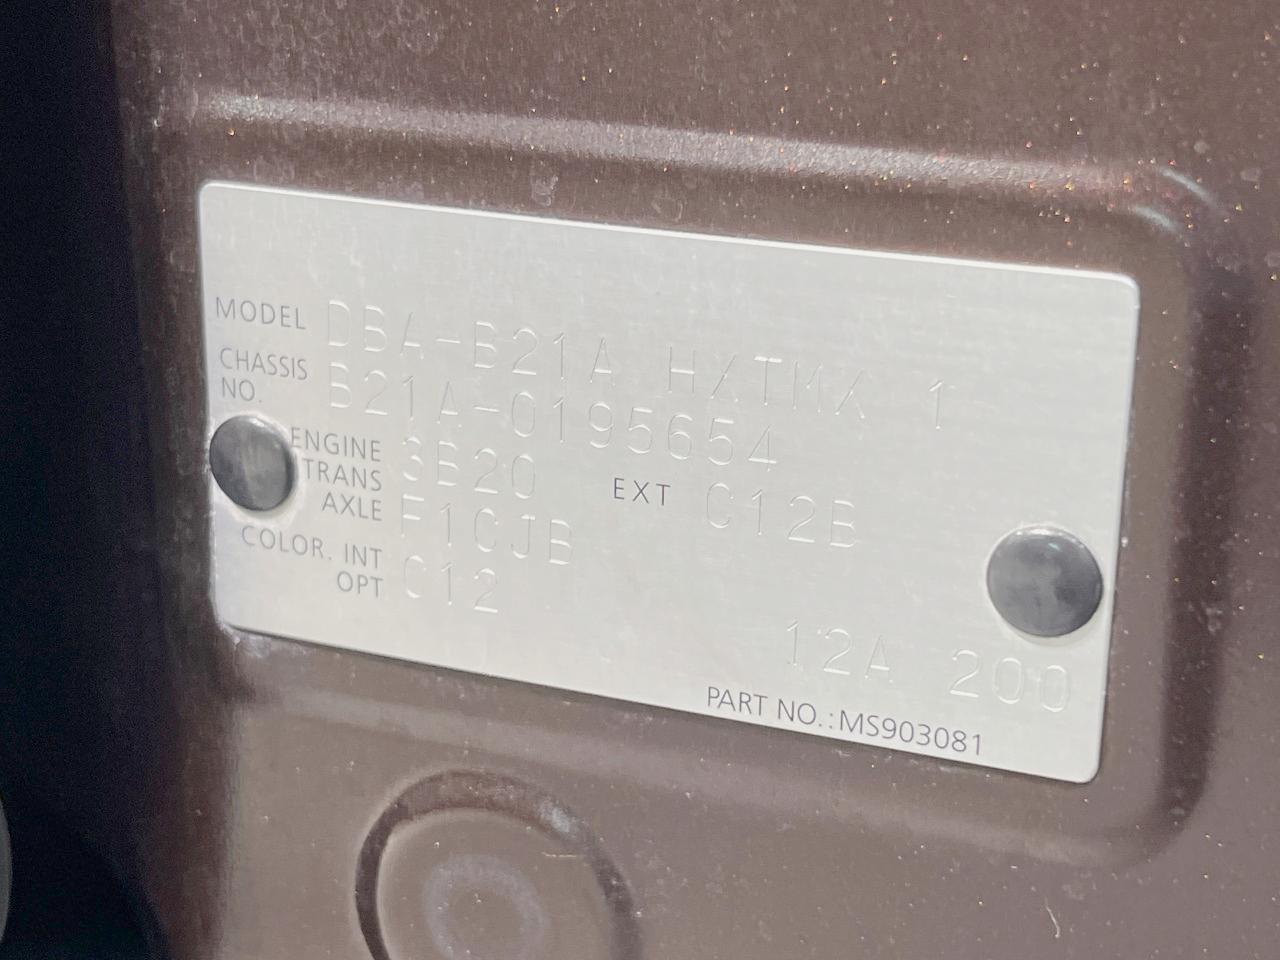 MODEL DBA-B21A HXTMX 1
CHASSIS NO. B21A-0195654
ENGINE 3B20 EXT C12B
TRANS AXLE F1CJB
COLOR. INT C12
OPT
12A 200
PART NO.:MS903081